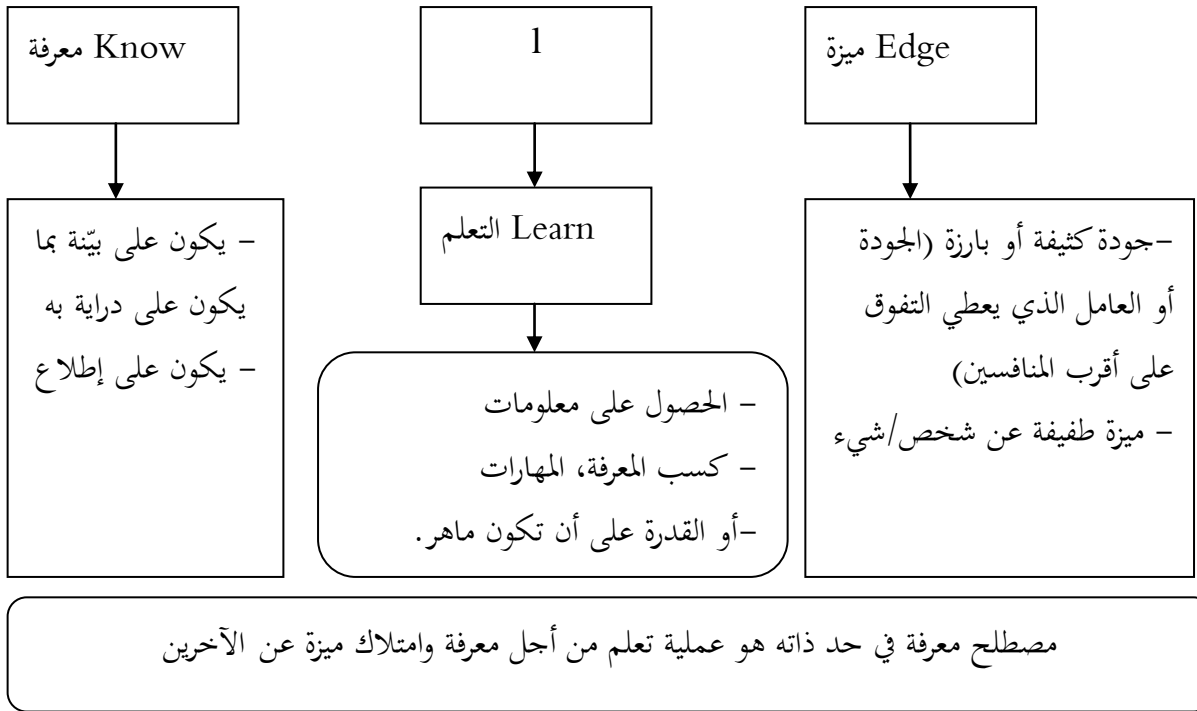 معرفة Know
l
ميزة Edge
التعلم Learn
- يكون على بيّنة بما
يكون على دراية به
- يكون على إطلاع
- الحصول على معلومات
- كسب المعرفة، المهارات
-أو القدرة على أن تكون ماهر.
-جودة كثيفة أو بارزة (الجودة
أو العامل الذي يعطي التفوق
على أقرب المنافسين)
- ميزة طفيفة عن شخص/شيء
مصطلح معرفة في حد ذاته هو عملية تعلم من أجل معرفة وامتلاك ميزة عن الآخرين